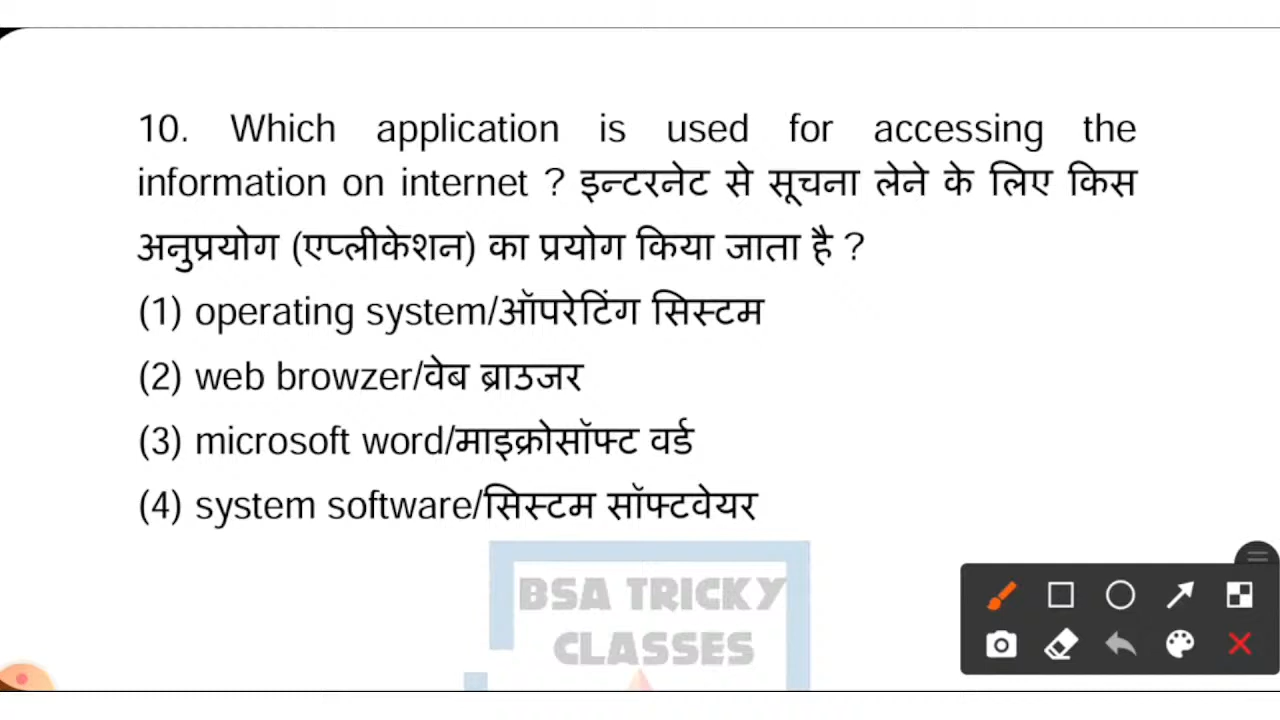 10. Which application is used for accessing the
information on internet ? इन्टरनेट से सूचना लेने के लिए किस
अनुप्रयोग (एप्लीकेशन) का प्रयोग किया जाता है ?
(1) operating system/ऑपरेटिंग सिस्टम
(2) web browzer/वेब ब्राउजर
(3) microsoft word/माइक्रोसॉफ्ट वर्ड
(4) system software/सिस्टम सॉफ्टवेयर
BSA TRICKY
CLASSES